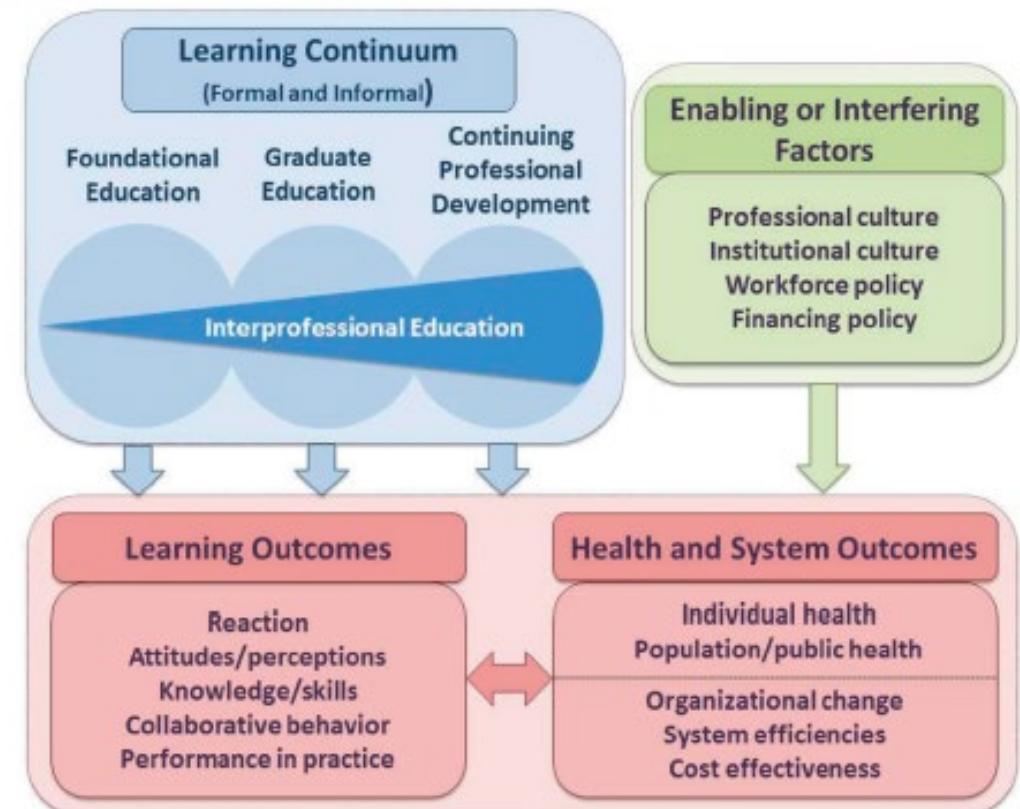 Learning Continuum
(Formal and Informal)
Foundational
Education
Graduate
Education
Continuing
Professional
Development
Interprofessional Education
Enabling or Interfering
Factors
Professional culture
Institutional culture
Workforce policy
Financing policy
Learning Outcomes
Reaction
Attitudes/perceptions
Knowledge/skills
Collaborative behavior
Performance in practice
Health and System Outcomes
Individual health
Population/public health
Organizational change
System efficiencies
Cost effectiveness